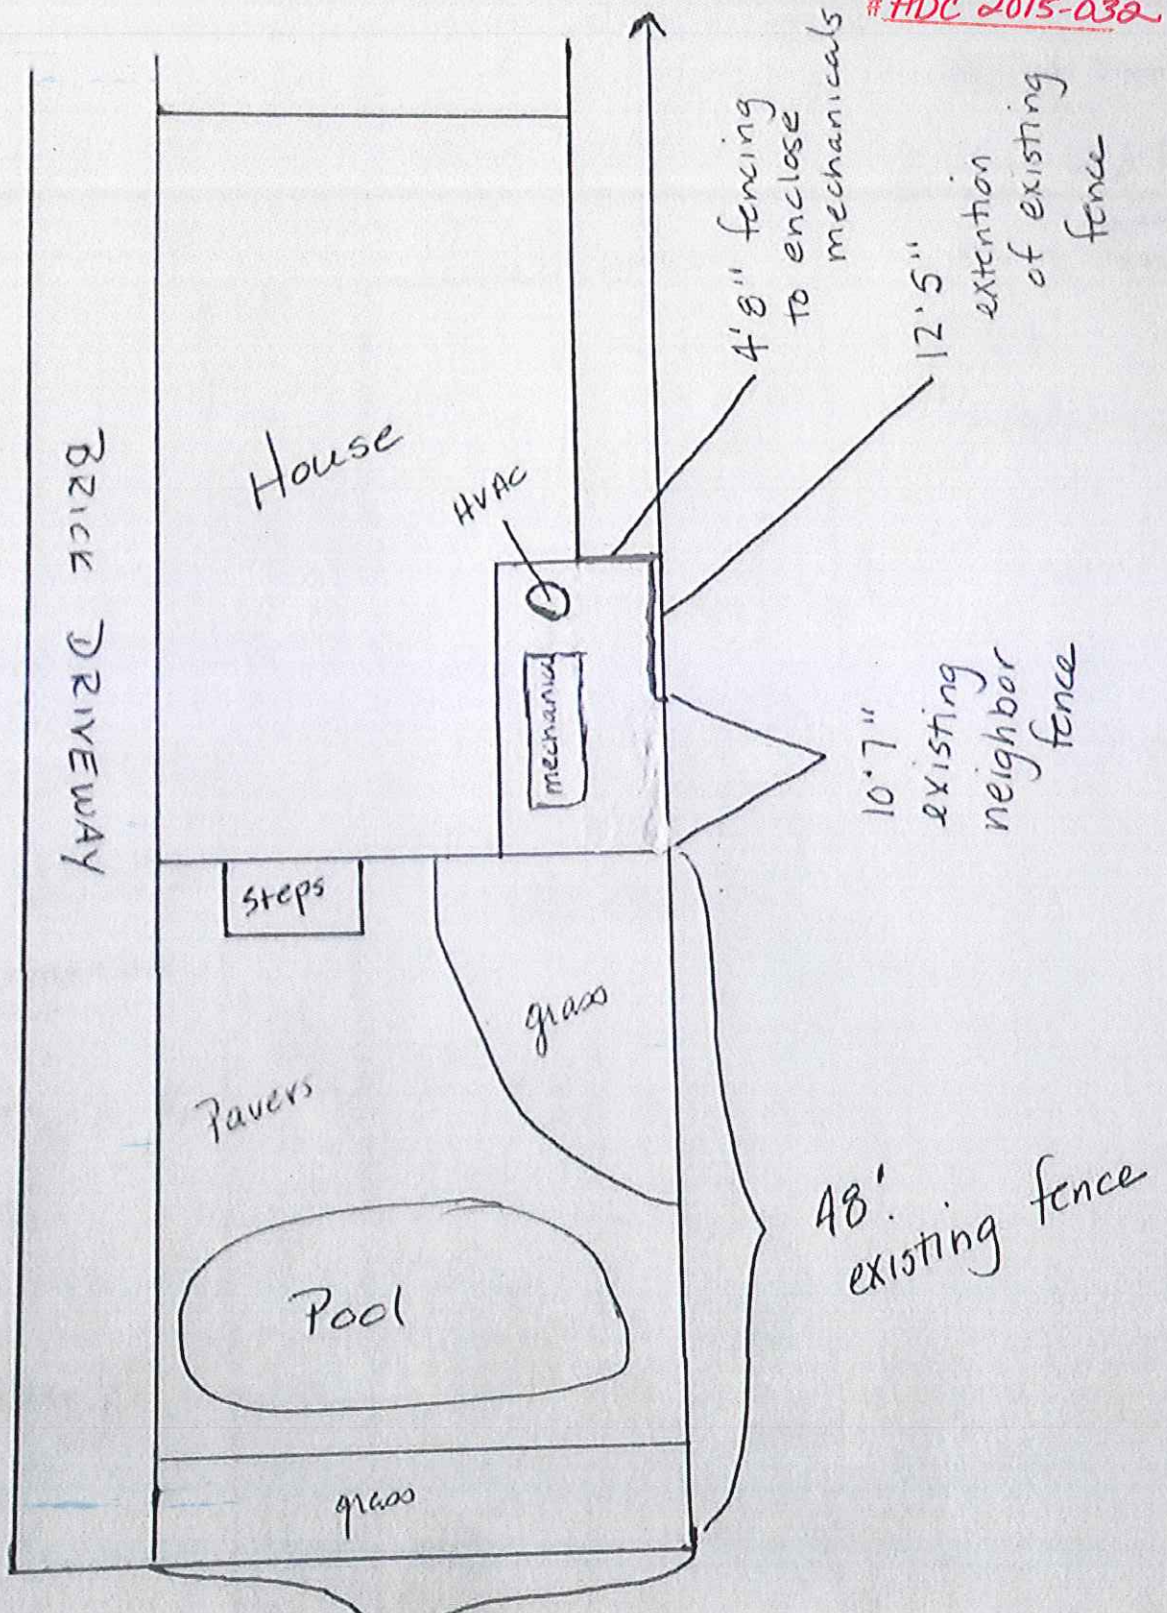 #HDC 2015-032
4'8" fencing
to enclose
mechanicals
12'5"
extention
of existing
fence
House
HVAC
mechanical
BRICK DRIVEWAY
10'7"
existing
neighbor
fence
steps
grass
Pavers
48'
existing fence
Pool
grass